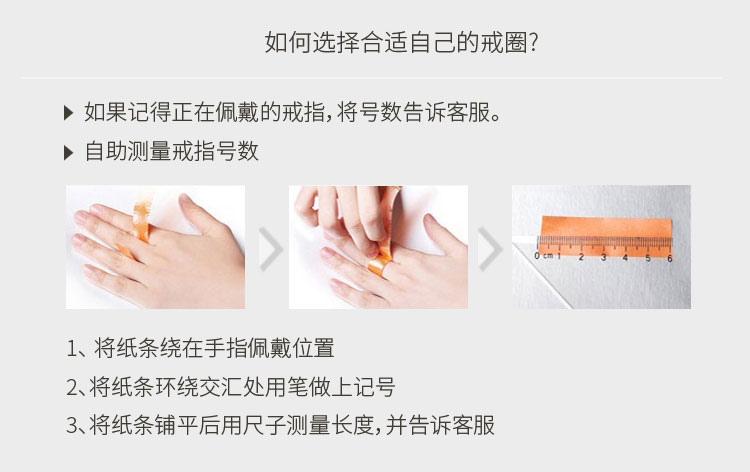 如何选择合适自己的戒圈?
如果记得正在佩戴的戒指,将号数告诉客服。
自助测量戒指号数
0 cm 1 2 3 4 5 6
1、将纸条绕在手指佩戴位置
2、将纸条环绕交汇处用笔做上记号
3、将纸条铺平后用尺子测量长度,并告诉客服